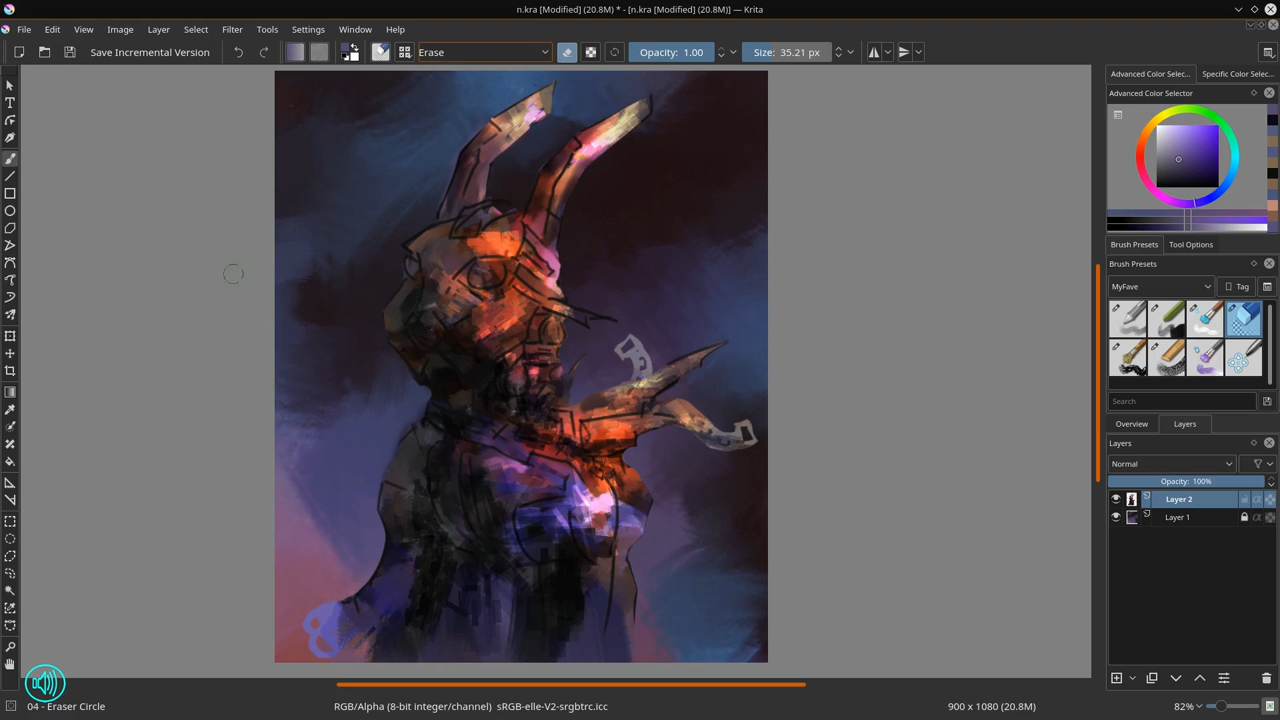 n.kra [Modified] (20.8M) * - [n.kra [Modified] (20.8M)] — Krita
File Edit View Image Layer Select Filter Tools Settings Window Help
Save Incremental Version Erase Opacity: 1.00 Size: 35.21 px
Advanced Color Selec... Specific Color Selec...
Advanced Color Selector
Brush Presets Tool Options
Brush Presets
MyFave Tag
Search
Overview Layers
Layers
Normal
Opacity: 100%
Layer 2
Layer 1
04 - Eraser Circle RGB/Alpha (8-bit integer/channel) sRGB-elle-V2-srgbtrc.icc 900 x 1080 (20.8M) 82%